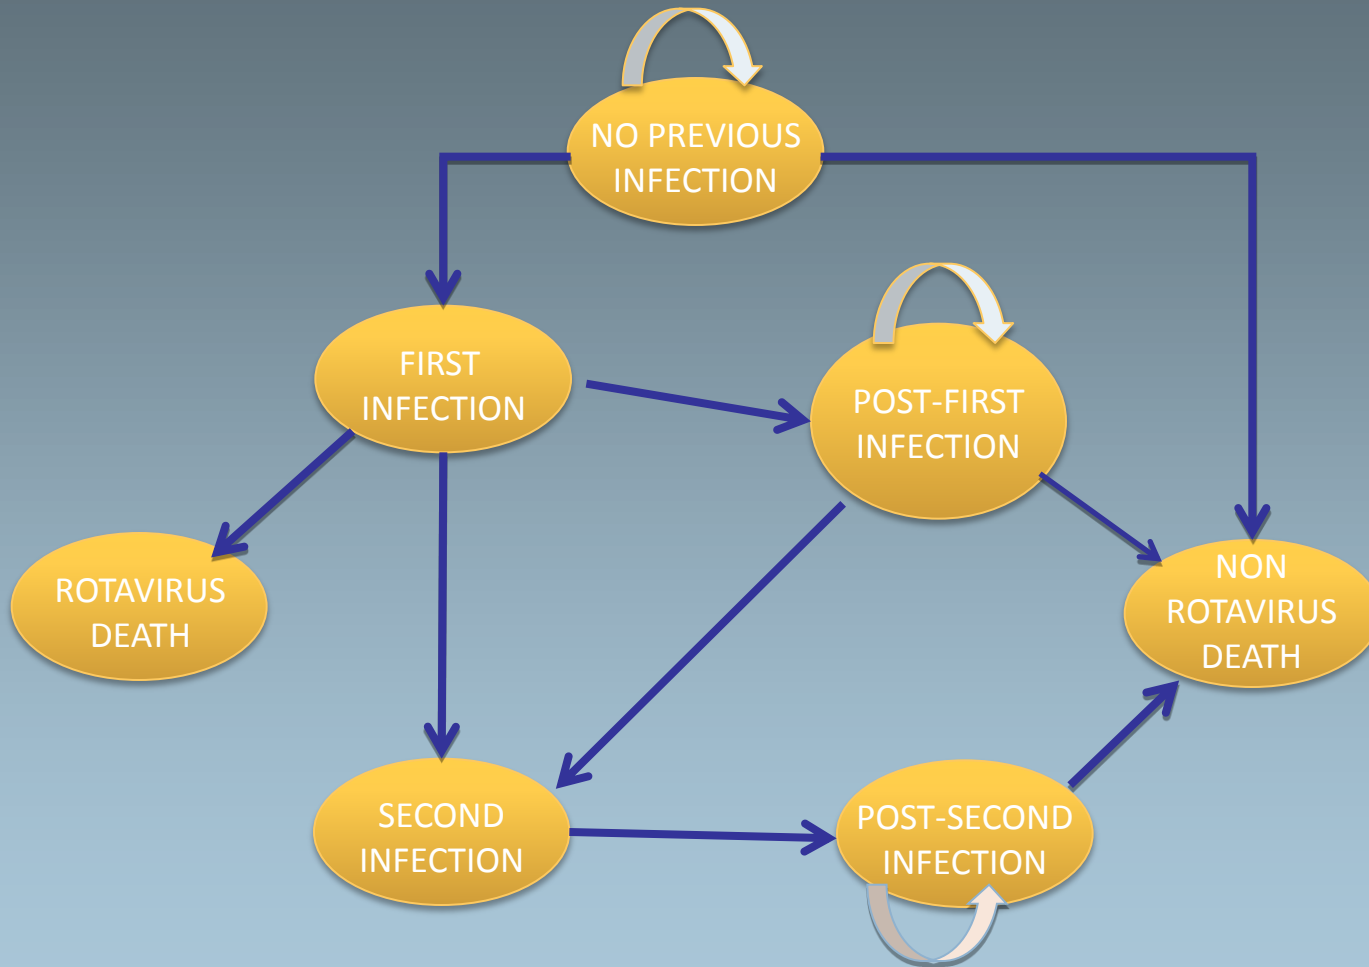 NO PREVIOUS
INFECTION
FIRST
INFECTION
POST-FIRST
INFECTION
ROTAVIRUS
DEATH
NON
ROTAVIRUS
DEATH
SECOND
INFECTION
POST-SECOND
INFECTION